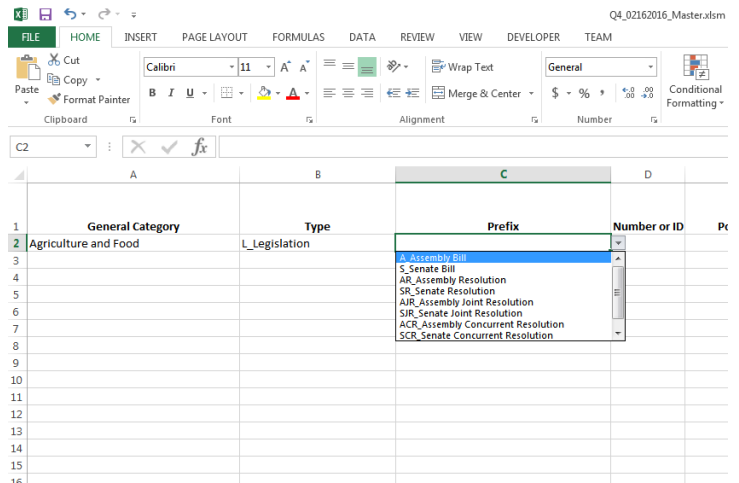 Q4_02162016_Master.xlsm
FILE HOME INSERT PAGE LAYOUT FORMULAS DATA REVIEW VIEW DEVELOPER TEAM
Cut
Copy
Format Painter
Paste
Calibri 11 A A
B I U A
Wrap Text
Merge & Center
General
$ % , .0 .00 .00 .0
Conditional
Formatting
Clipboard Font Alignment Number
C2 fx
A B C D
1 General Category Type Prefix Number or ID
2 Agriculture and Food L_Legislation
A_Assembly Bill
S_Senate Bill
AR_Assembly Resolution
SR_Senate Resolution
AJR_Assembly Joint Resolution
SJR_Senate Joint Resolution
ACR_Assembly Concurrent Resolution
SCR_Senate Concurrent Resolution
3
4
5
6
7
8
9
10
11
12
13
14
15
16